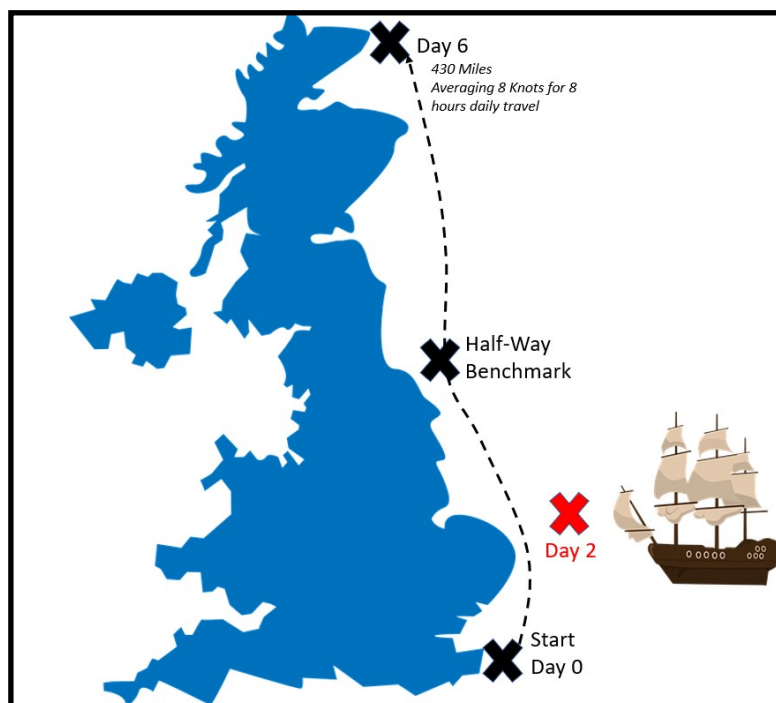 Day 6
430 Miles
Averaging 8 Knots for 8
hours daily travel
Half-Way
Benchmark
Day 2
Start
Day 0